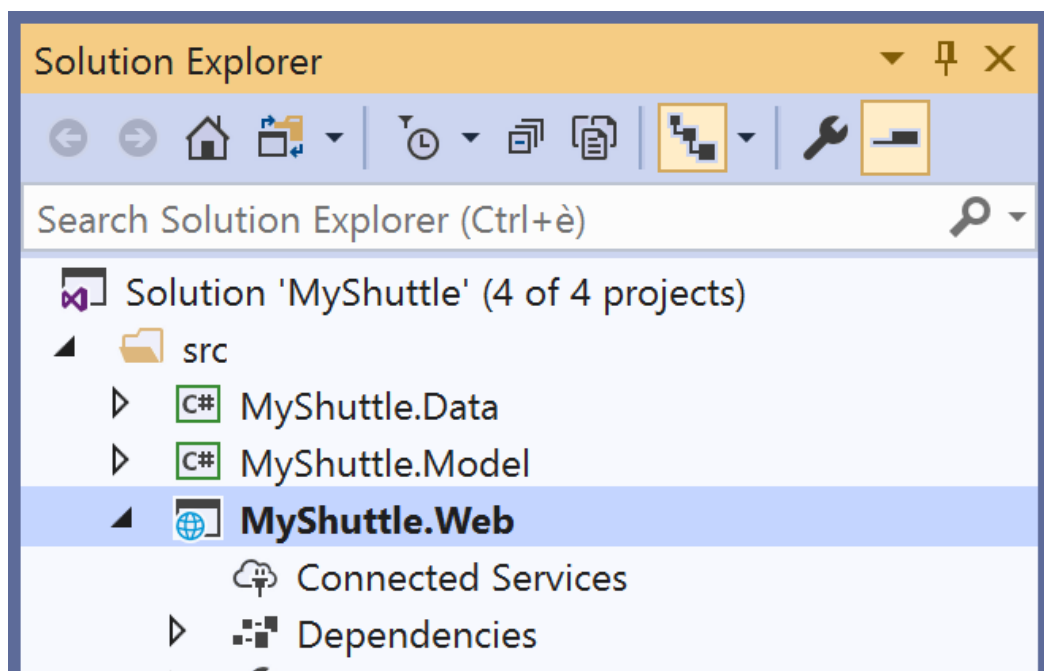 Solution Explorer
Search Solution Explorer (Ctrl+è)
Solution 'MyShuttle' (4 of 4 projects)
src
C# MyShuttle.Data
C# MyShuttle.Model
MyShuttle.Web
Connected Services
Dependencies